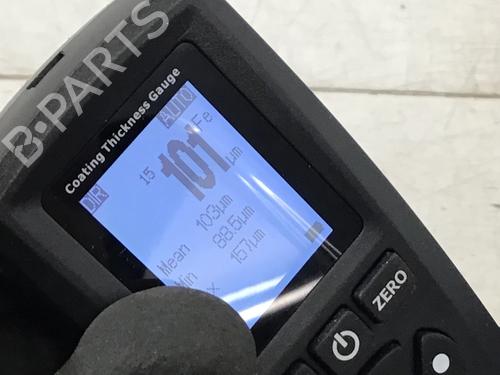 B-PARTS
Coating Thickness Gauge
DIR
AUTO
15
Fe
101 µm
Mean 103µm
88.5µm
157µm
ZERO